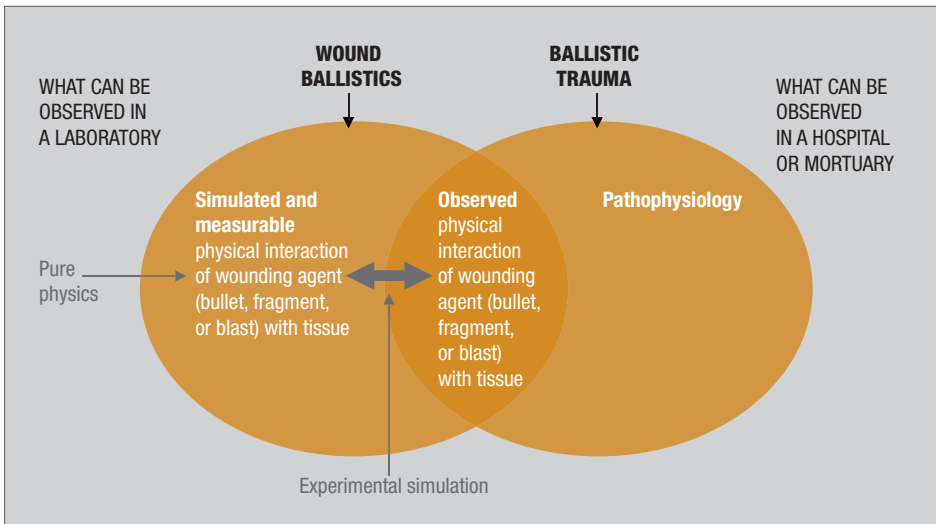 WOUND
BALLISTICS
BALLISTIC
TRAUMA
WHAT CAN BE
OBSERVED IN
A LABORATORY
WHAT CAN BE
OBSERVED
IN A HOSPITAL
OR MORTUARY
Simulated and
measurable
physical interaction
of wounding agent
(bullet, fragment,
or blast) with tissue
Observed
physical
interaction
of wounding
agent (bullet,
fragment,
or blast)
with tissue
Pathophysiology
Pure
physics
Experimental simulation